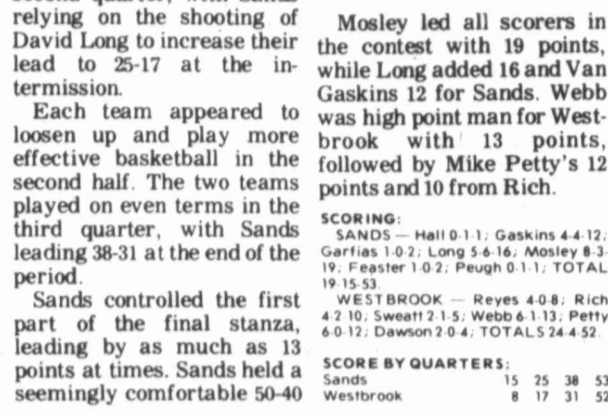 relying on the shooting of
David Long to increase their
lead to 25-17 at the in-
termission.
Each team appeared to
loosen up and play more
effective basketball in the
second half. The two teams
played on even terms in the
third quarter, with Sands
leading 38-31 at the end of the
period.
Sands controlled the first
part of the final stanza,
leading by as much as 13
points at times. Sands held a
seemingly comfortable 50-40
Mosley led all scorers in
the contest with 19 points,
while Long added 16 and Van
Gaskins 12 for Sands. Webb
was high point man for West-
brook with 13 points,
followed by Mike Petty's 12
points and 10 from Rich.
SCORING:
SANDS — Hall 0-1-1; Gaskins 4-4-12;
Garfias 1-0-2; Long 5-6-16; Mosley 8-3-
19; Feaster 1-0-2; Peugh 0-1-1; TOTAL
19-15-53.
WESTBROOK — Reyes 4-0-8; Rich
4-2-10; Sweatt 2-1-5; Webb 6-1-13; Petty
6-0-12; Dawson 2-0-4; TOTALS 24-4-52.
SCORE BY QUARTERS:
Sands 15 25 38 53
Westbrook 8 17 31 52